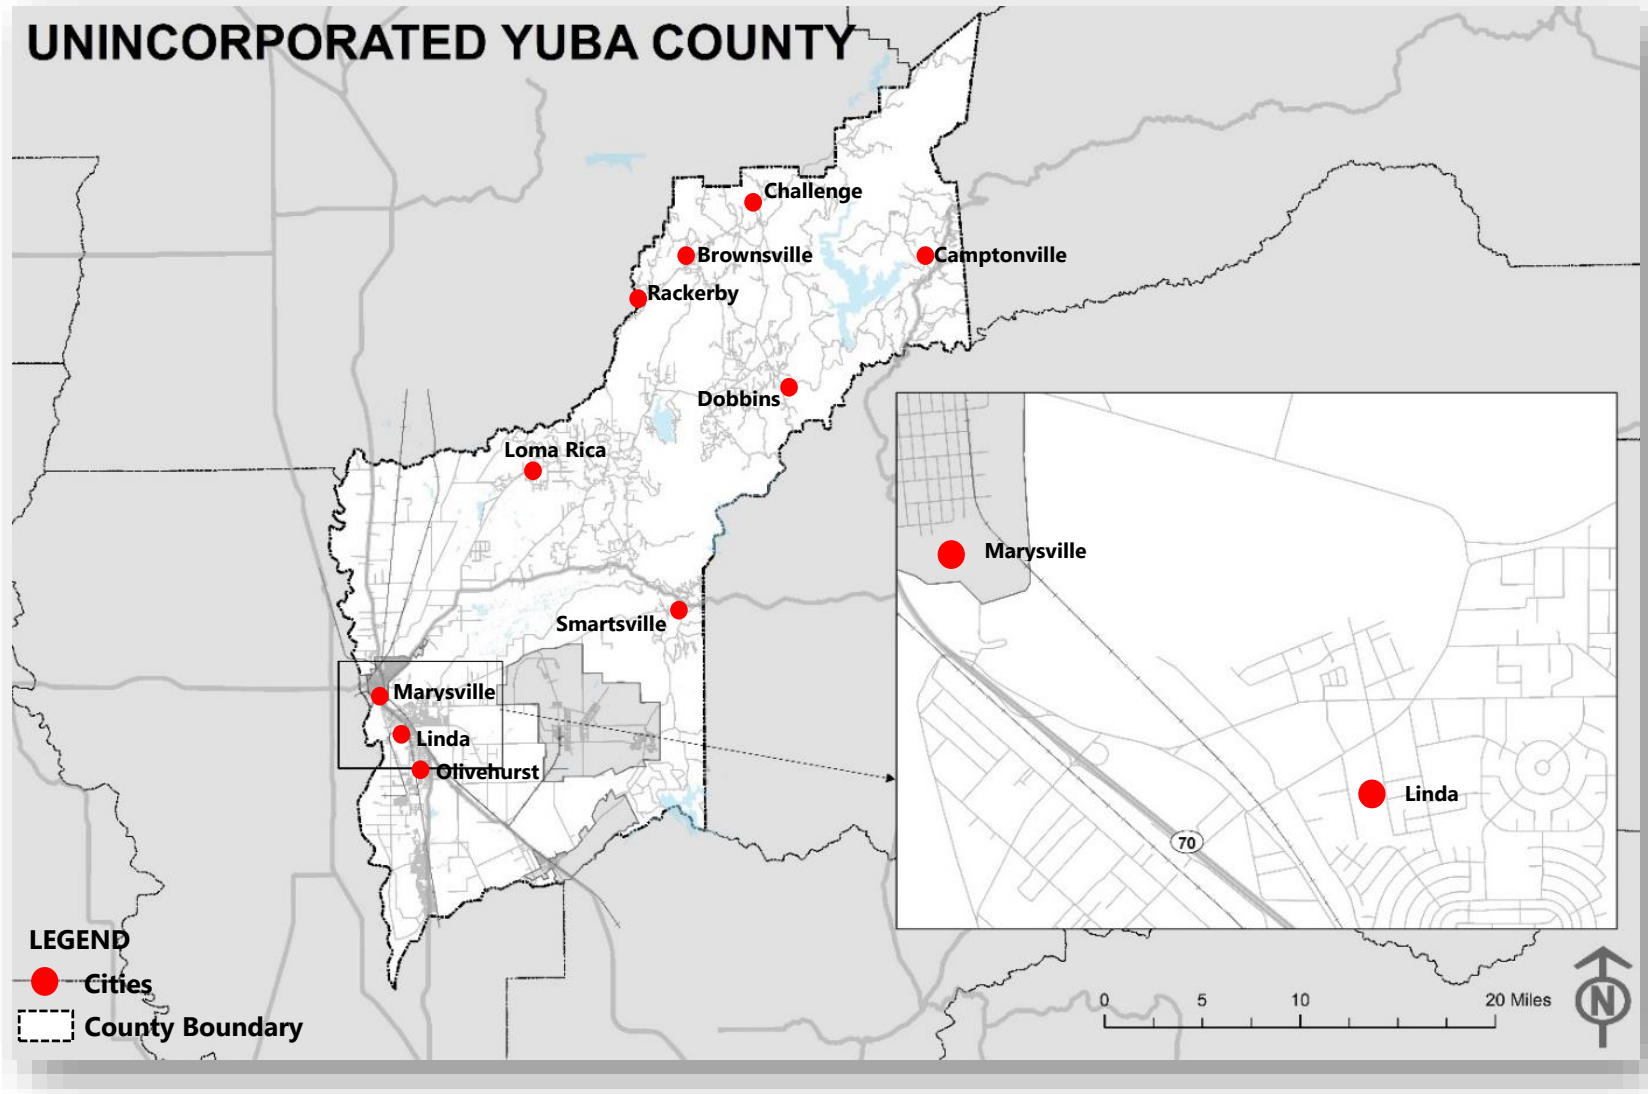 UNINCORPORATED YUBA COUNTY
Challenge
Brownsville
Camptonville
Rackerby
Dobbins
Loma Rica
Smartsville
Marysville
Linda
Olivehurst
Marysville
Linda
70
LEGEND
Cities
County Boundary
0 5 10 20 Miles
N